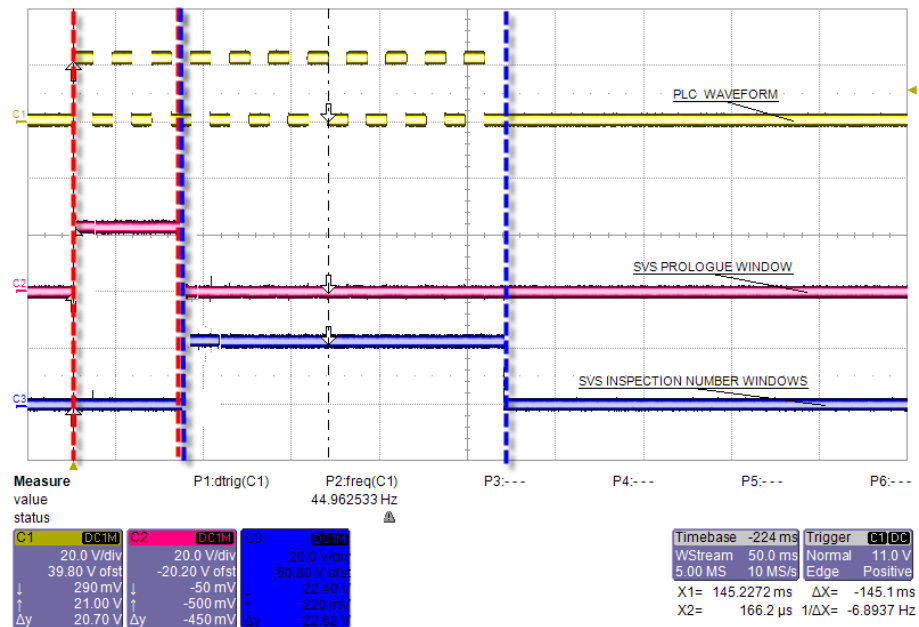 C1
PLC WAVEFORM
C2
SVS PROLOGUE WINDOW
SVS INSPECTION NUMBER WINDOWS
C3
Measure P1:dtrig(C1) P2:freq(C1) P3:--- P4:--- P5:--- P6:---
value 44.962533 Hz
status
C1 DC1M
20.0 V/div
39.80 V ofst
↓ 290 mV
↑ 21.00 V
Δy 20.70 V
C2 DC1M
20.0 V/div
-20.20 V ofst
↓ -50 mV
↑ -500 mV
Δy -450 mV
C3 DC1M
20.0 V/div
-60.80 V ofst
↓ 22.40 V
↑ -220 mV
Δy -22.62 V
Timebase -224 ms
WStream 50.0 ms
5.00 MS 10 MS/s
Trigger C1 DC
Normal 11.0 V
Edge Positive
X1= 145.2272 ms ΔX= -145.1 ms
X2= 166.2 µs 1/ΔX= -6.8937 Hz